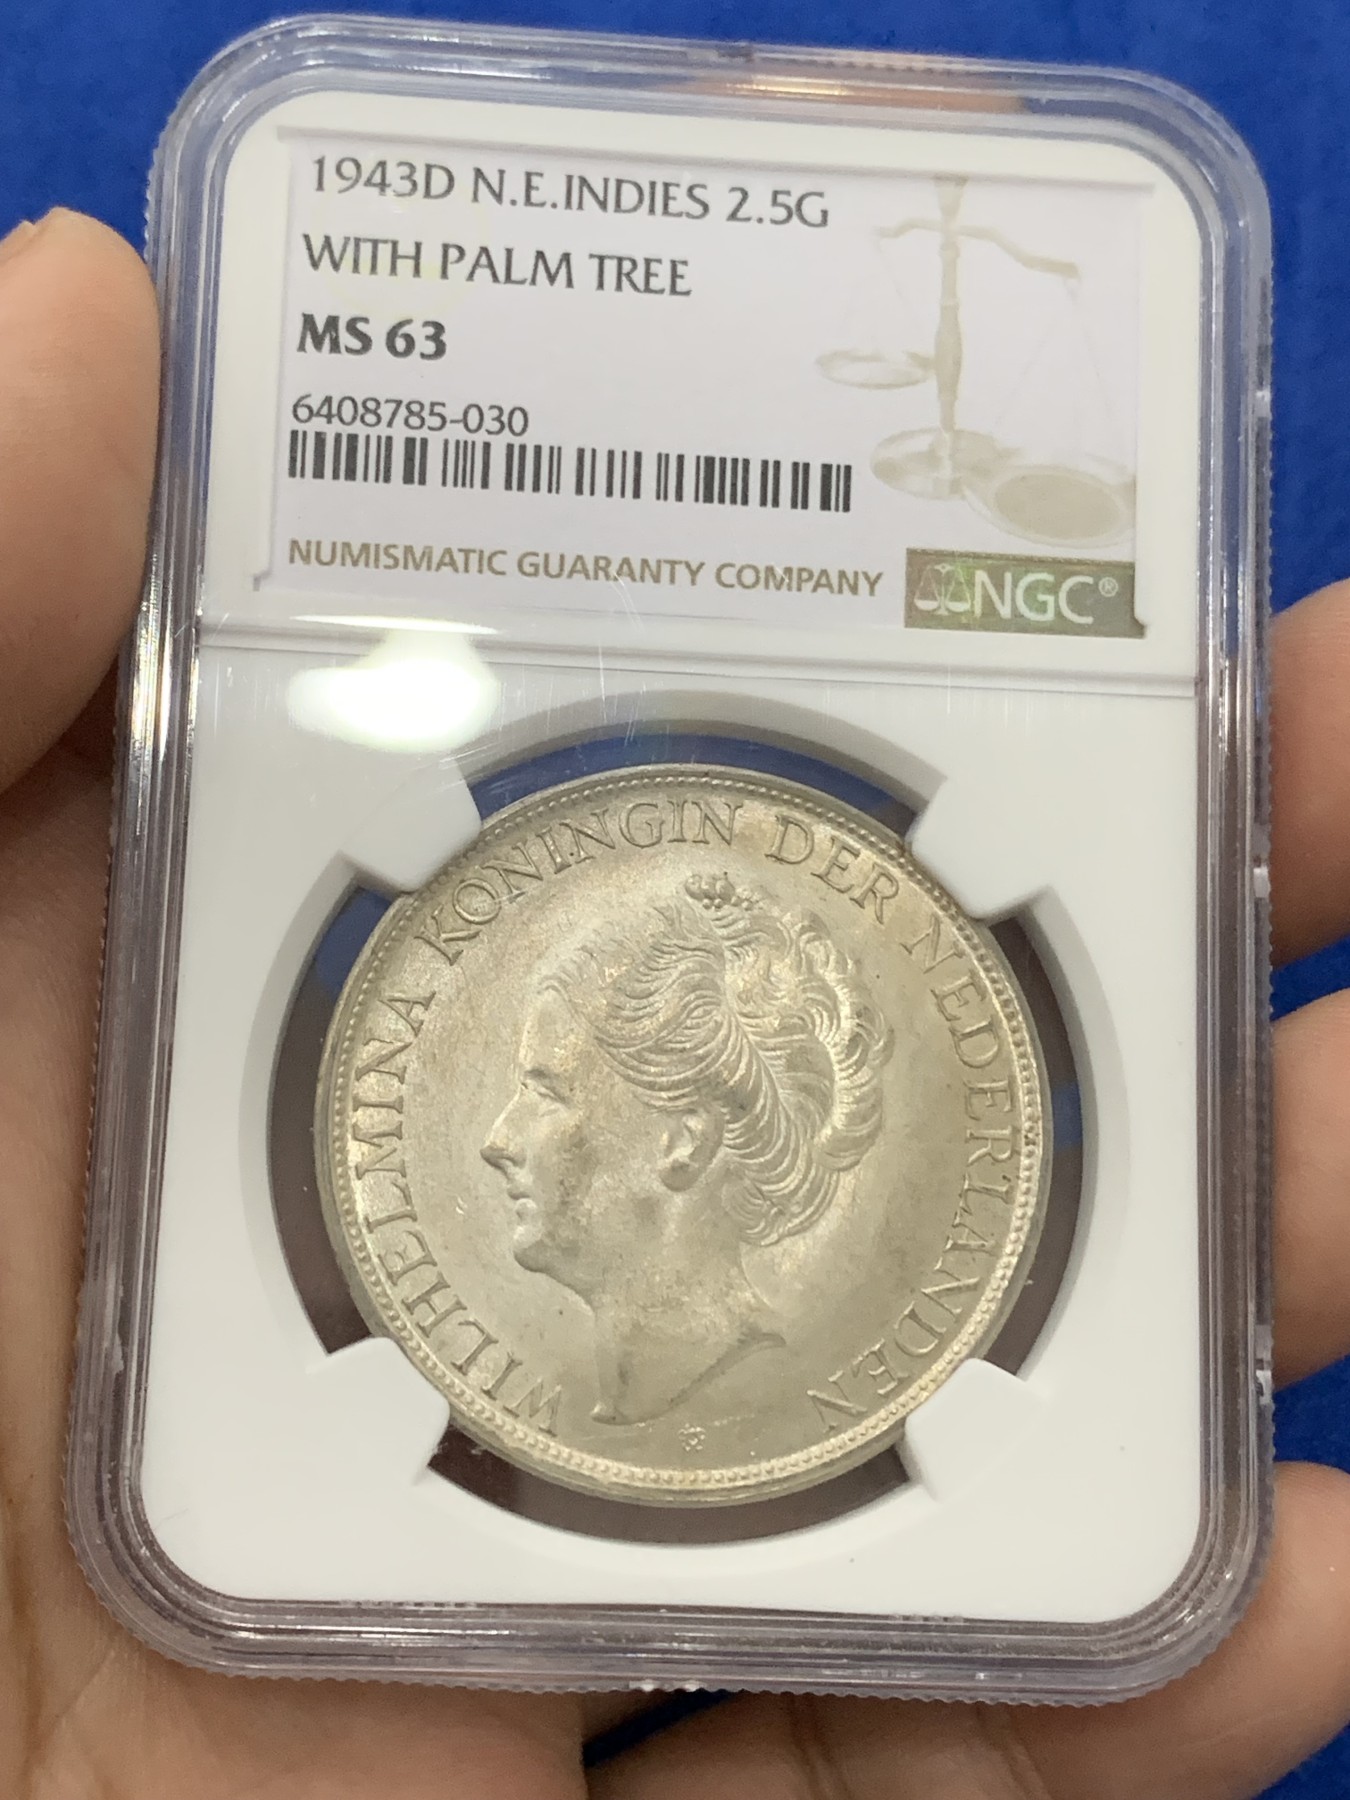 1943D N.E.INDIES 2.5G
WITH PALM TREE
MS 63
6408785-030
NUMISMATIC GUARANTY COMPANY
NGC®
WILHELMINA KONINGIN DER NEDERLANDEN